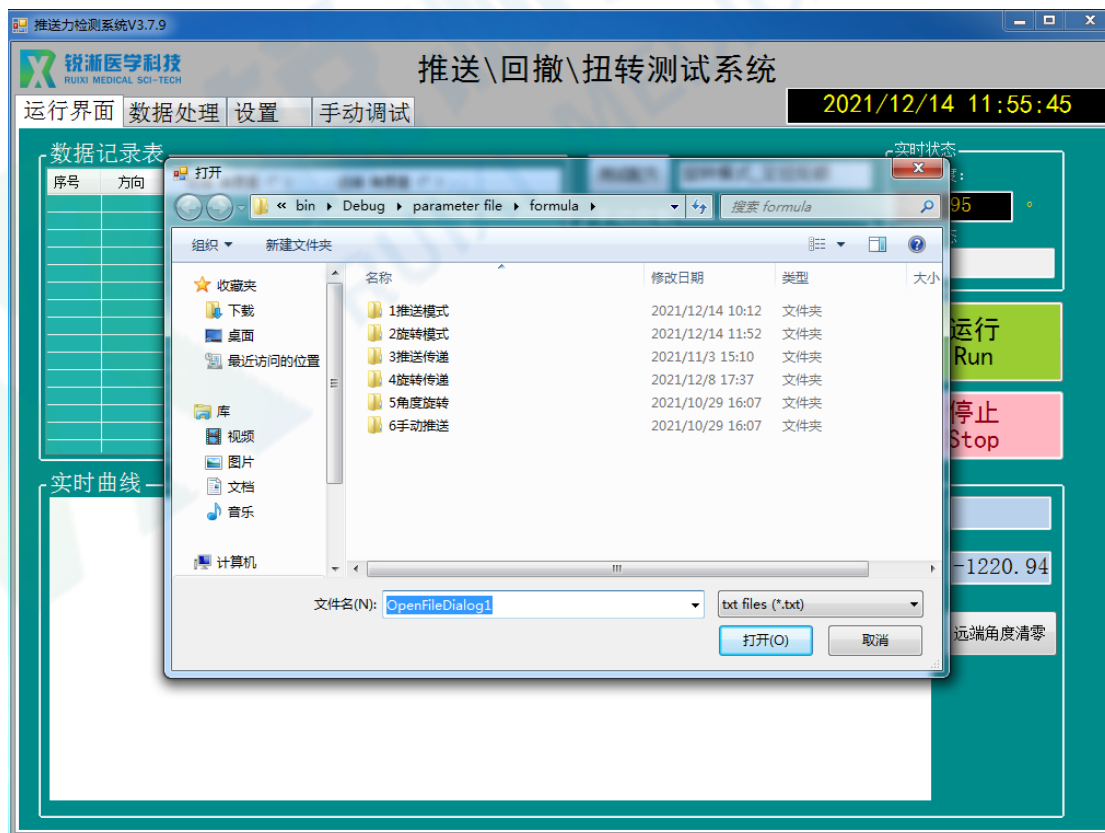 推送力检测系统V3.7.9
锐浙医学科技
RUIXI MEDICAL SCI-TECH
推送\回撤\扭转测试系统
运行界面 数据处理 设置 手动调试
2021/12/14 11:55:45
数据记录表
实时状态
序号 方向
打开
度:
« bin ▸ Debug ▸ parameter file ▸ formula ▸
搜索 formula
95 °
组织 新建文件夹
名称 修改日期 类型 大小
收藏夹
下载
桌面
最近访问的位置
库
视频
图片
文档
音乐
计算机
1推送模式 2021/12/14 10:12 文件夹
2旋转模式 2021/12/14 11:52 文件夹
3推送传递 2021/11/3 15:10 文件夹
4旋转传递 2021/12/8 17:37 文件夹
5角度旋转 2021/10/29 16:07 文件夹
6手动推送 2021/10/29 16:07 文件夹
运行
Run
停止
Stop
实时曲线
-1220.94
文件名(N): OpenFileDialog1 txt files (*.txt)
打开(O) 取消
远端角度清零